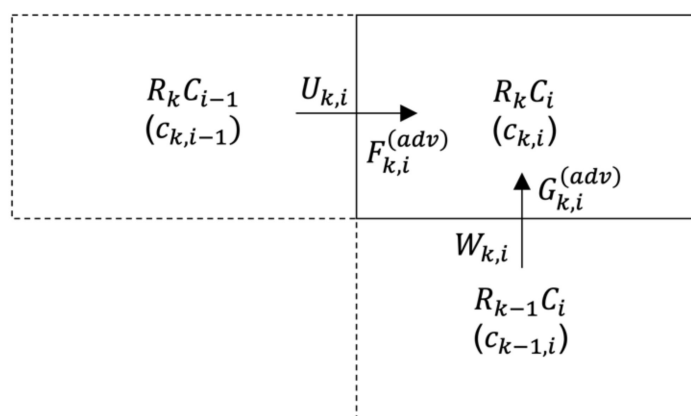 $R_kC_{i-1}$
$(c_{k,i-1})$
$U_{k,i}$
$F_{k,i}^{(adv)}$
$R_kC_i$
$(c_{k,i})$
$G_{k,i}^{(adv)}$
$W_{k,i}$
$R_{k-1}C_i$
$(c_{k-1,i})$